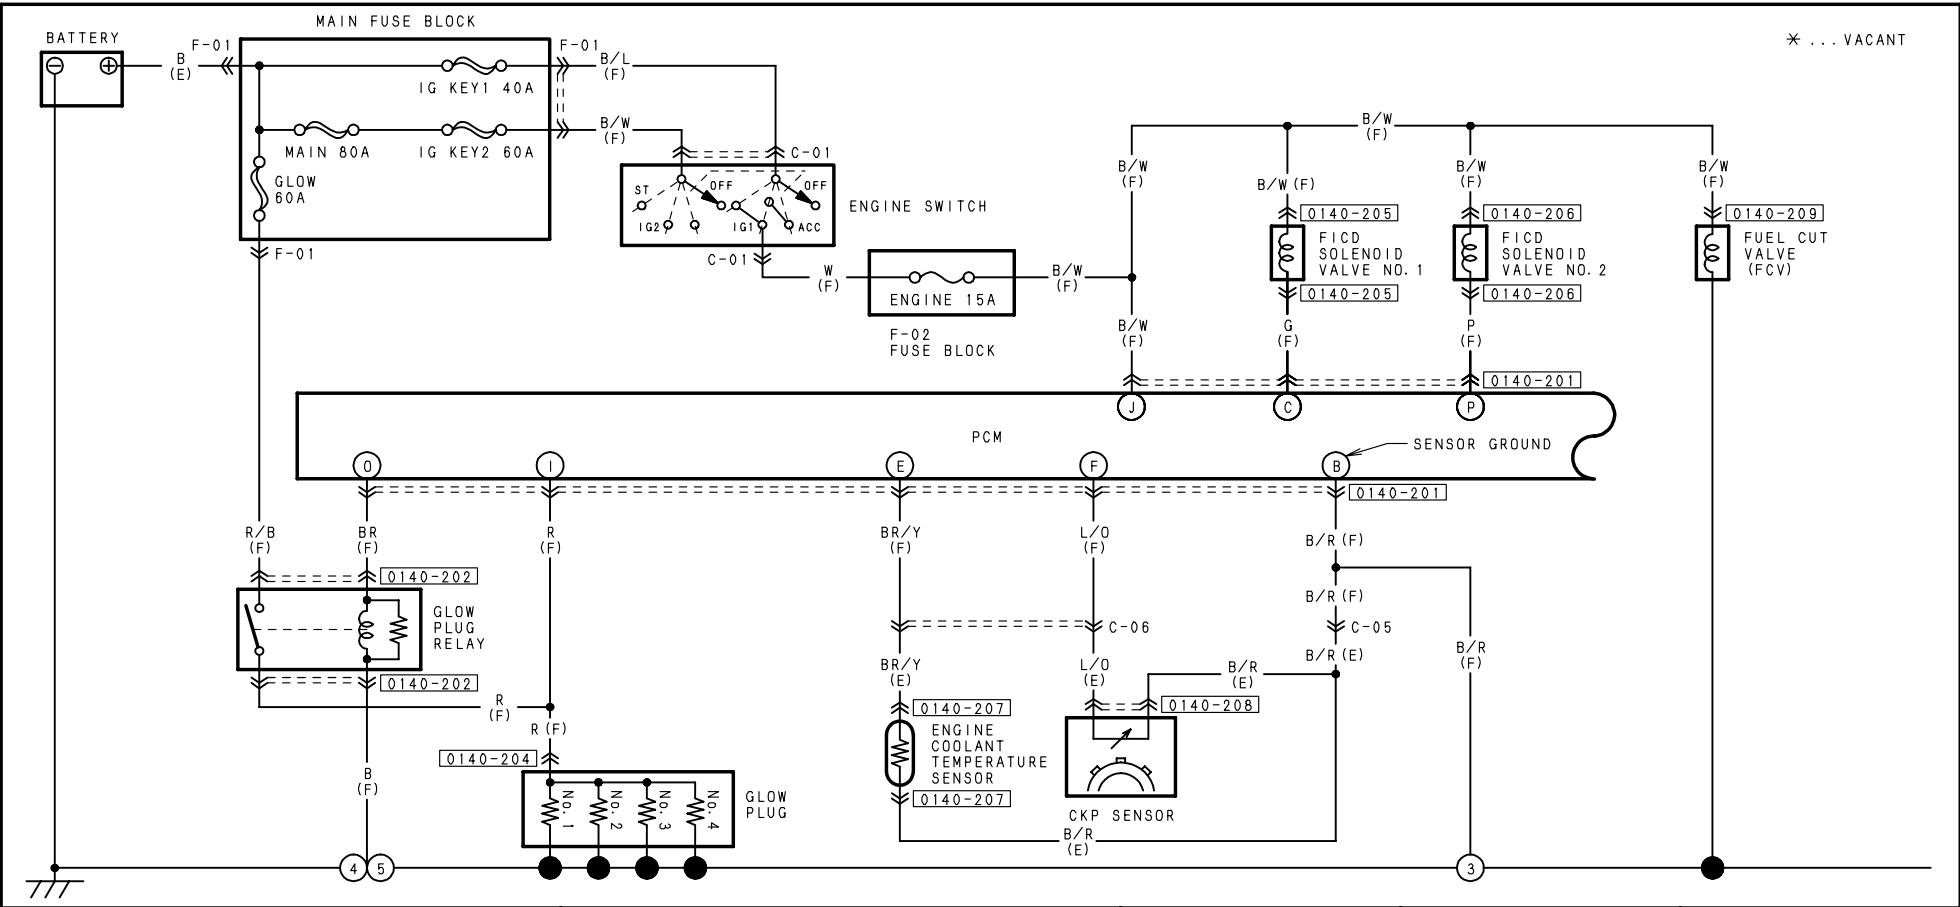 MAIN FUSE BLOCK
BATTERY
F-01
F-01
* ... VACANT
B
(E)
B/L
(F)
IG KEY1 40A
B/W
(F)
MAIN 80A
IG KEY2 60A
C-01
GLOW
60A
ST
OFF
OFF
IG2
IG1
ACC
ENGINE SWITCH
F-01
C-01
W
(F)
ENGINE 15A
B/W
(F)
F-02
FUSE BLOCK
B/W
(F)
B/W
(F)
B/W (F)
B/W
(F)
B/W
(F)
0140-205
0140-206
0140-209
FICD
SOLENOID
VALVE NO. 1
FICD
SOLENOID
VALVE NO. 2
FUEL CUT
VALVE
(FCV)
0140-205
0140-206
B/W
(F)
G
(F)
P
(F)
0140-201
J
C
P
PCM
SENSOR GROUND
O
I
E
F
B
0140-201
R/B
(F)
BR
(F)
R
(F)
BR/Y
(F)
L/O
(F)
B/R (F)
0140-202
GLOW
PLUG
RELAY
B/R (F)
C-06
C-05
BR/Y
(E)
L/O
(E)
B/R
(E)
B/R (E)
B/R
(F)
0140-202
R
(F)
R (F)
0140-207
0140-208
0140-204
ENGINE
COOLANT
TEMPERATURE
SENSOR
B
(F)
No. 1
No. 2
No. 3
No. 4
GLOW
PLUG
0140-207
CKP SENSOR
B/R
(E)
4
5
3